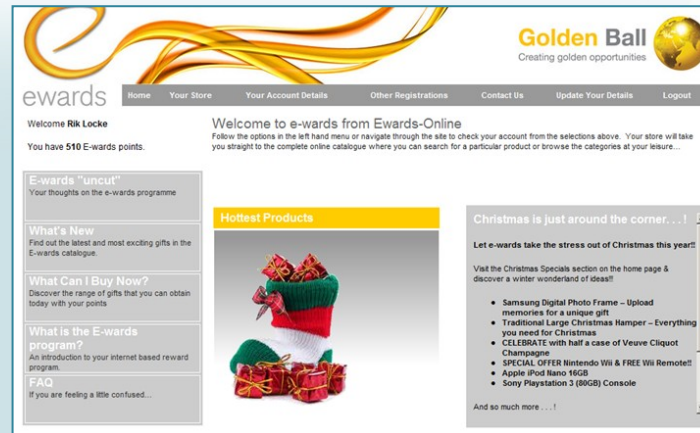 Golden Ball
Creating golden opportunities
ewards
Home Your Store Your Account Details Other Registrations Contact Us Update Your Details Logout
Welcome Rik Locke
You have 510 E-wards points.
Welcome to e-wards from Ewards-Online
Follow the options in the left hand menu or navigate through the site to check your account from the selections above. Your store will take
you straight to the complete online catalogue where you can search for a particular product or browse the categories at your leisure...
E-wards "uncut"
Your thoughts on the e-wards programme
What's New
Find out the latest and most exciting gifts in the
E-wards catalogue.
What Can I Buy Now?
Discover the range of gifts that you can obtain
today with your points
What is the E-wards
program?
An introduction to your internet based reward
program.
FAQ
If you are feeling a little confused...
Hottest Products
Christmas is just around the corner. . . !
Let e-wards take the stress out of Christmas this year!!
Visit the Christmas Specials section on the home page &
discover a winter wonderland of ideas!!
• Samsung Digital Photo Frame – Upload
memories for a unique gift
• Traditional Large Christmas Hamper – Everything
you need for Christmas
• CELEBRATE with half a case of Veuve Cliquot
Champagne
• SPECIAL OFFER Nintendo Wii & FREE Wii Remote!!
• Apple iPod Nano 16GB
• Sony Playstation 3 (80GB) Console
And so much more . . . !